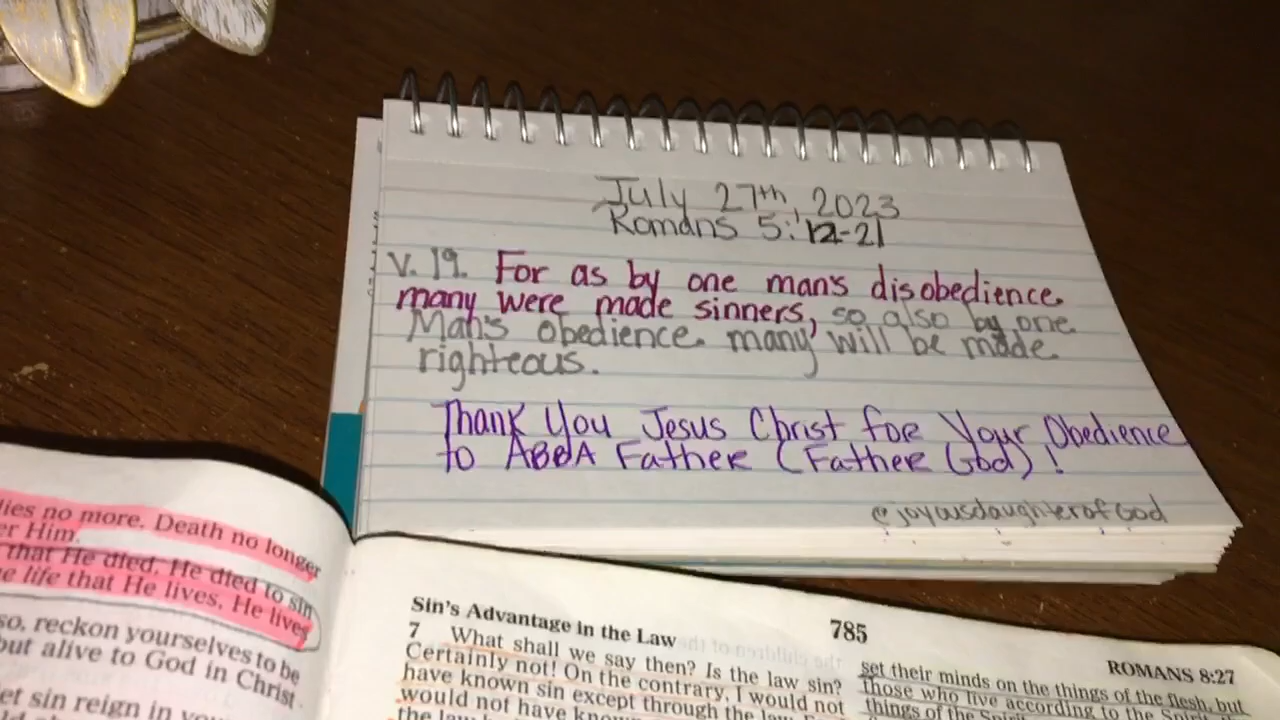 July 27th, 2023
Romans 5:12-21
V. 19. For as by one man's disobedience
many were made sinners, so also by one
Man's obedience many will be made
righteous.
Thank You Jesus Christ for Your Obedience
to ABBA Father (Father God)!
@joyousdaughterofGod
lies no more. Death no longer
er Him.
that He died, He died to sin
e life that He lives, He lives
so, reckon yourselves to be
but alive to God in Christ
et sin reign in
Sin's Advantage in the Law
7 What shall we say then? Is the law sin?
Certainly not! On the contrary, I would not
have known sin except through the law.
would not have
the law
785
ROMANS 8:27
set their minds on the things of the flesh, but
those who live according to the
things of the